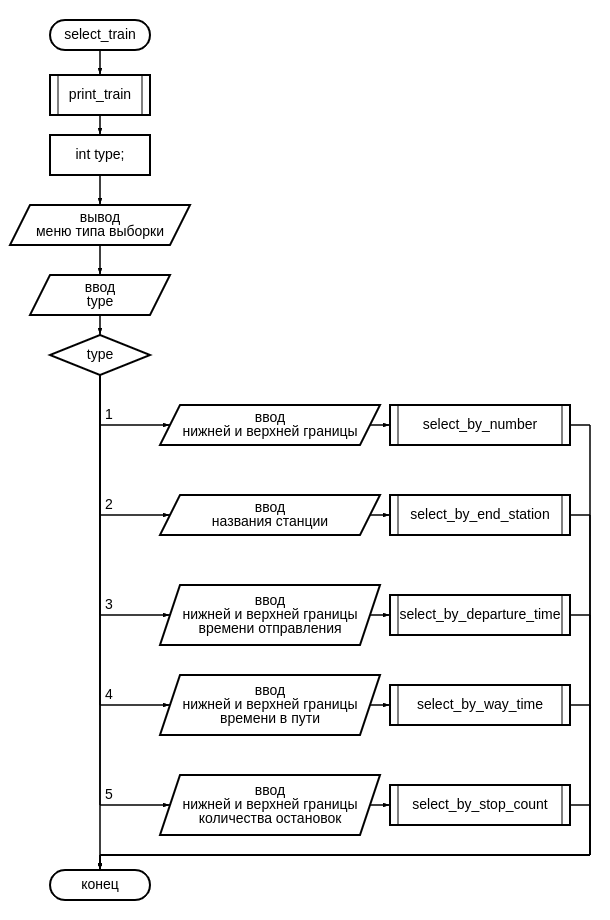 select_train
print_train
int type;
вывод
меню типа выборки
ввод
type
type
1
ввод
нижней и верхней границы
select_by_number
2
ввод
названия станции
select_by_end_station
3
ввод
нижней и верхней границы
времени отправления
select_by_departure_time
4
ввод
нижней и верхней границы
времени в пути
select_by_way_time
5
ввод
нижней и верхней границы
количества остановок
select_by_stop_count
конец